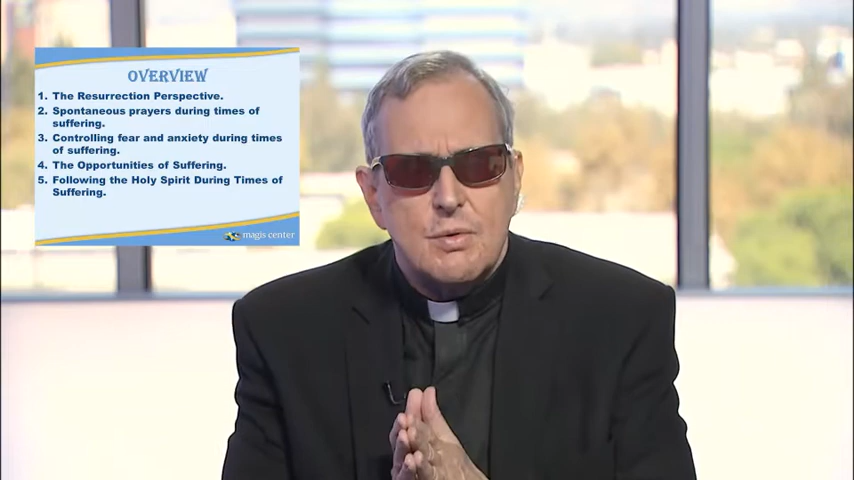 OVERVIEW
1. The Resurrection Perspective.
2. Spontaneous prayers during times of
suffering.
3. Controlling fear and anxiety during times
of suffering.
4. The Opportunities of Suffering.
5. Following the Holy Spirit During Times of
Suffering.
magis center